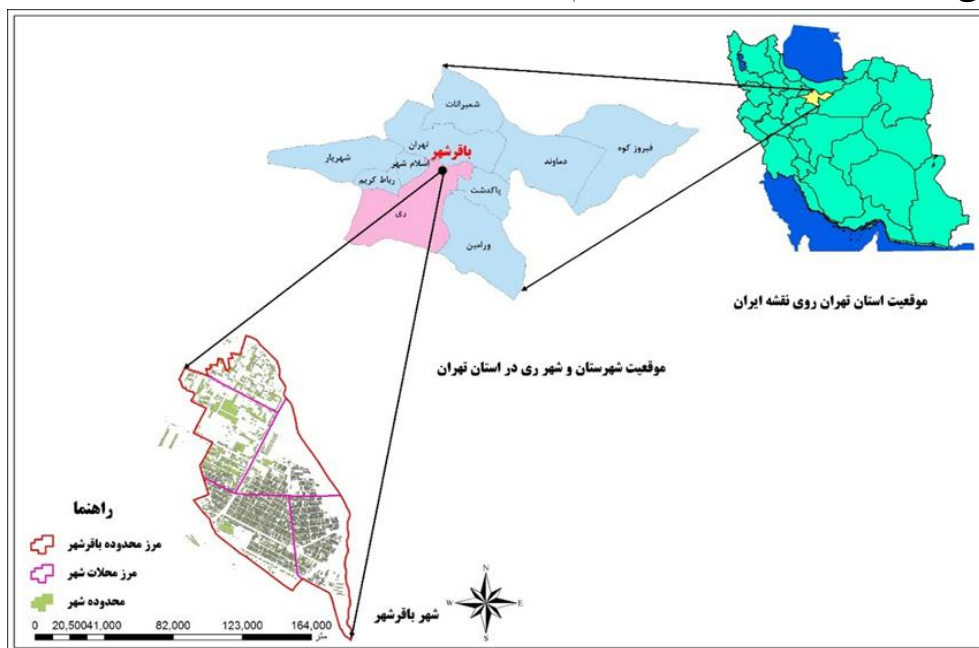 شمیرانات
تهران
باقرشهر
اسلام شهر
شهریار
رباط کریم
ری
پاکدشت
ورامین
دماوند
فیروز کوه
موقعیت استان تهران روی نقشه ایران
موقعیت شهرستان و شهر ری در استان تهران
راهنما
مرز محدوده باقرشهر
مرز محلات شهر
محدوده شهر
شهر باقرشهر
N
W E
S
0 20,50041,000 82,000 123,000 164,000
متر